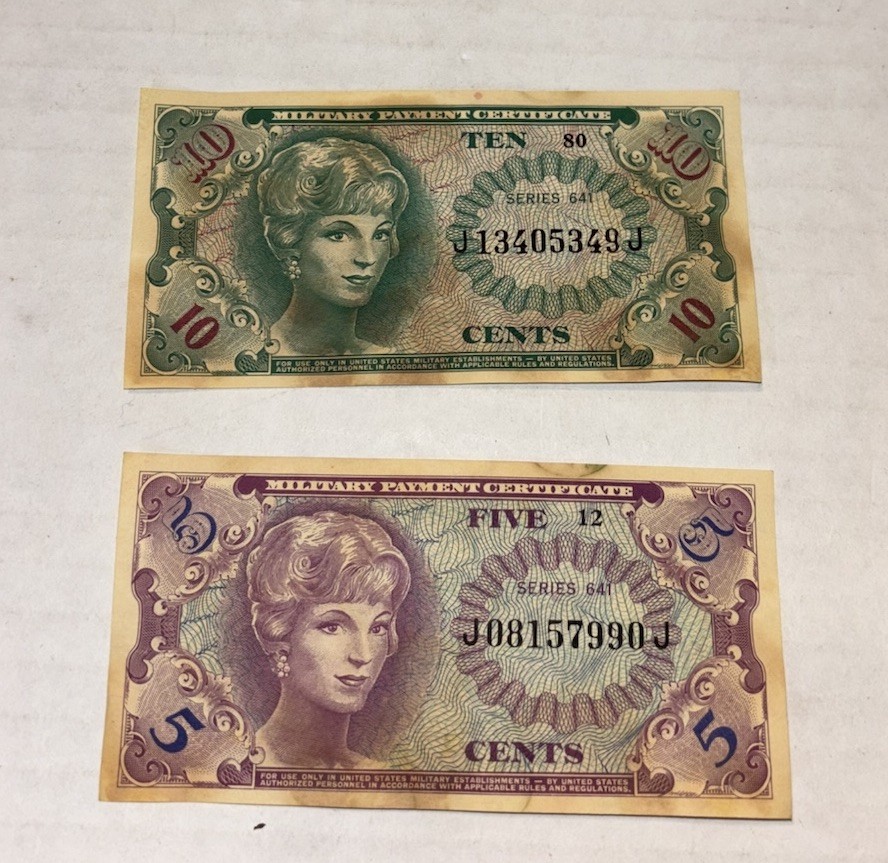 MILITARY PAYMENT CERTIFICATE
10 TEN 80 10
SERIES 641
J13405349J
10 CENTS 10
FOR USE ONLY IN UNITED STATES MILITARY ESTABLISHMENTS — BY UNITED STATES
AUTHORIZED PERSONNEL IN ACCORDANCE WITH APPLICABLE RULES AND REGULATIONS.
MILITARY PAYMENT CERTIFICATE
5 FIVE 12 5
SERIES 641
J08157990J
5 CENTS 5
FOR USE ONLY IN UNITED STATES MILITARY ESTABLISHMENTS — BY UNITED STATES
AUTHORIZED PERSONNEL IN ACCORDANCE WITH APPLICABLE RULES AND REGULATIONS.